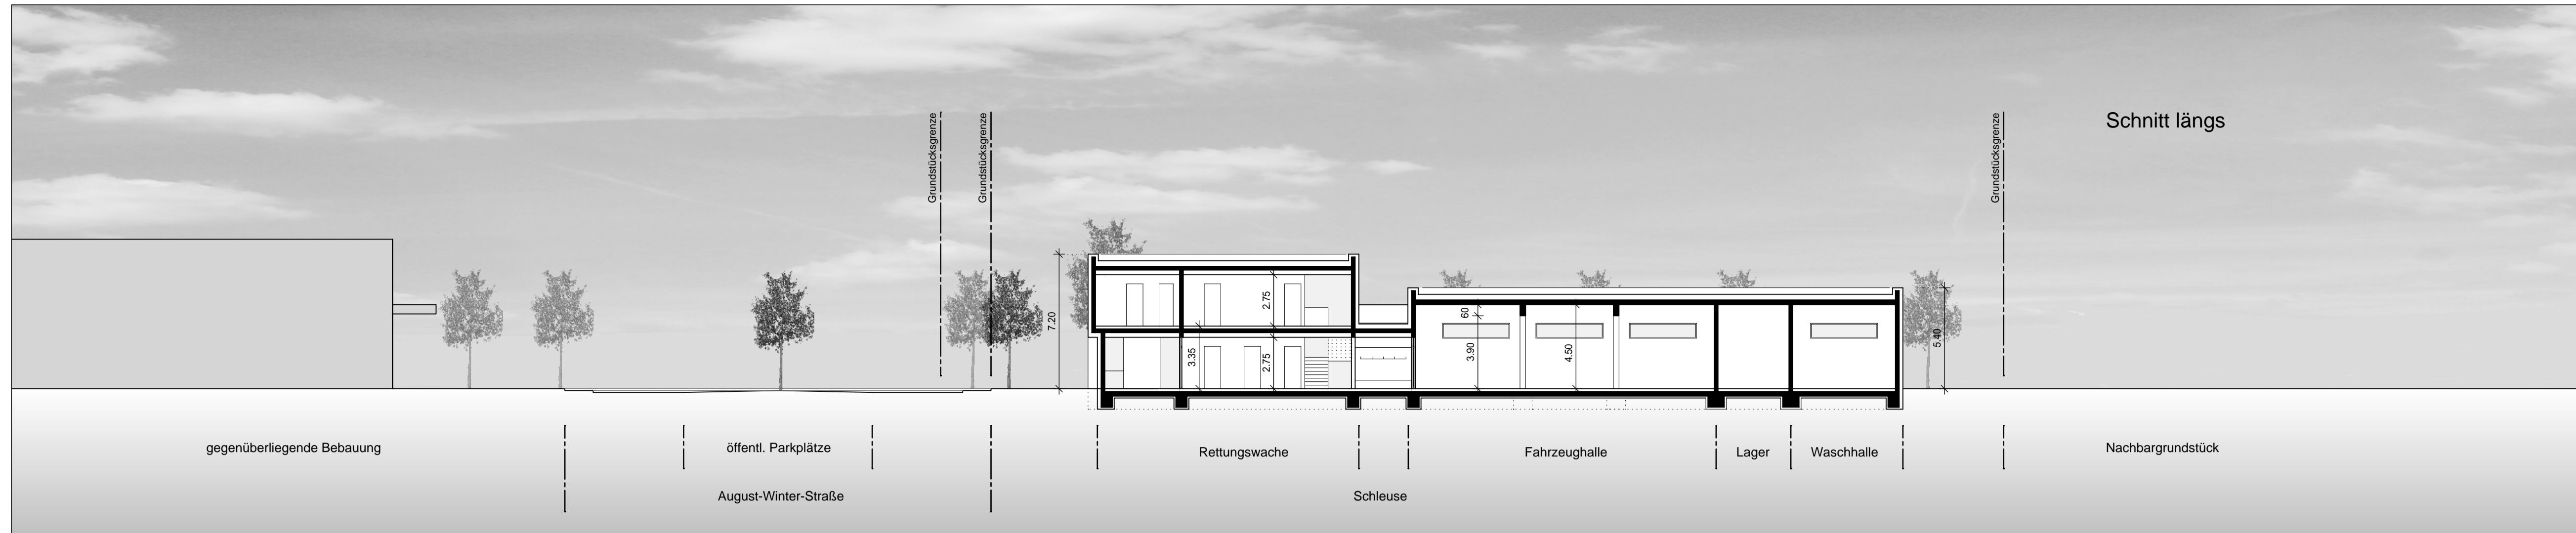 Schnitt längs
Grundstücksgrenze
Grundstücksgrenze
Grundstücksgrenze
7.20
2.75
3.35
2.75
60
3.90
4.50
5.40
gegenüberliegende Bebauung
öffentl. Parkplätze
Rettungswache
Fahrzeughalle
Lager
Waschhalle
Nachbargrundstück
August-Winter-Straße
Schleuse